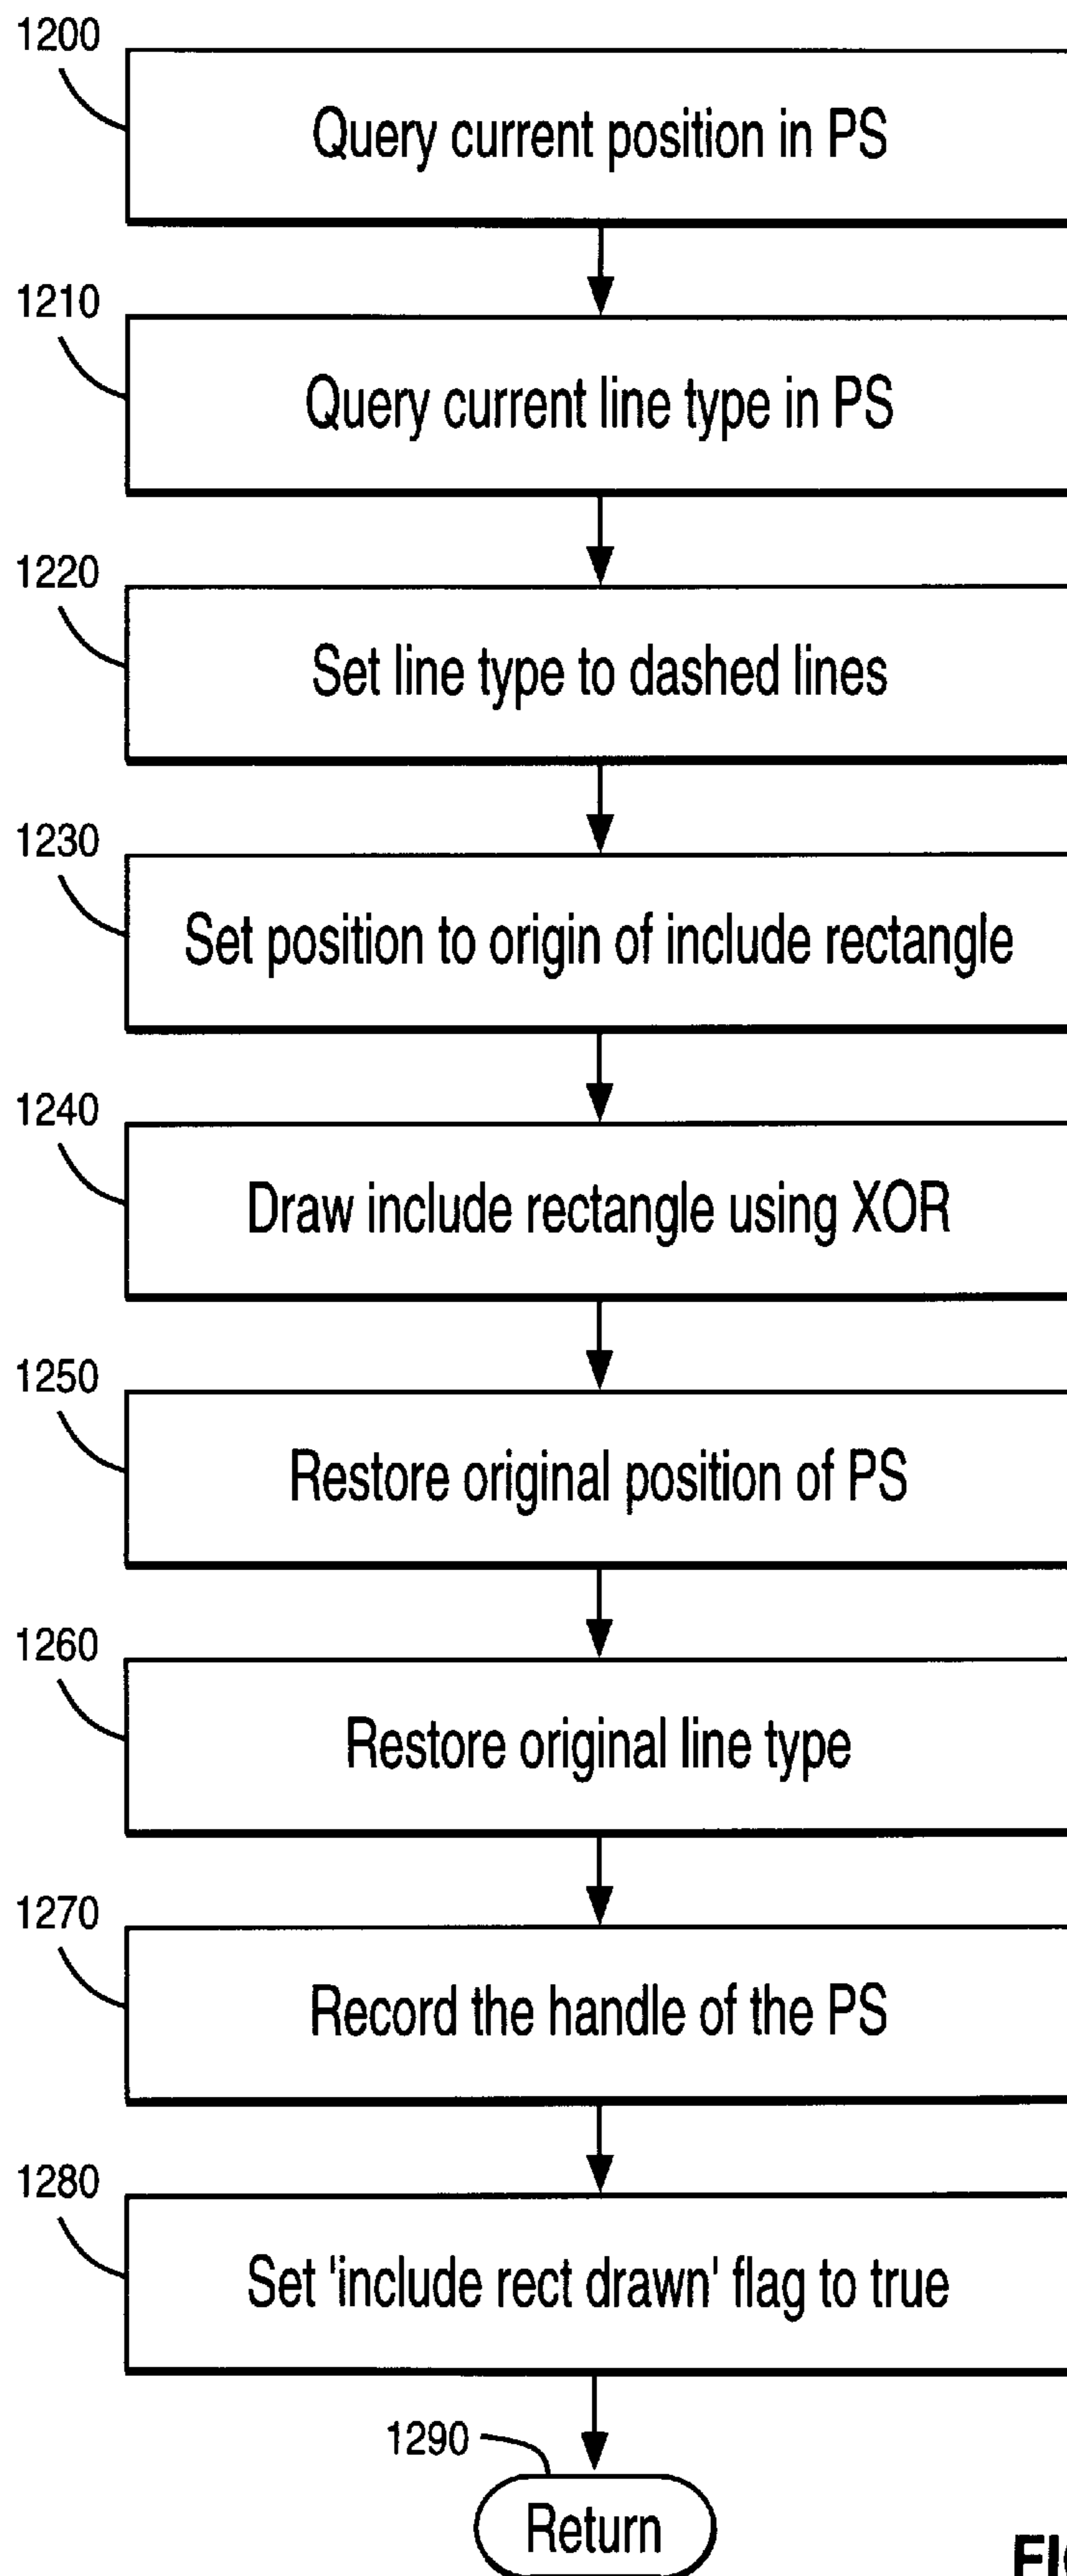 1200
Query current position in PS
1210
Query current line type in PS
1220
Set line type to dashed lines
1230
Set position to origin of include rectangle
1240
Draw include rectangle using XOR
1250
Restore original position of PS
1260
Restore original line type
1270
Record the handle of the PS
1280
Set 'include rect drawn' flag to true
1290
Return